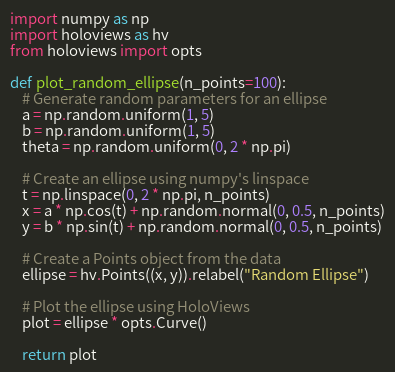 import numpy as np
import holoviews as hv
from holoviews import opts
def plot_random_ellipse(n_points=100):
# Generate random parameters for an ellipse
a = np.random.uniform(1, 5)
b = np.random.uniform(1, 5)
theta = np.random.uniform(0, 2 * np.pi)
# Create an ellipse using numpy's linspace
t = np.linspace(0, 2 * np.pi, n_points)
x = a * np.cos(t) + np.random.normal(0, 0.5, n_points)
y = b * np.sin(t) + np.random.normal(0, 0.5, n_points)
# Create a Points object from the data
ellipse = hv.Points((x, y)).relabel("Random Ellipse")
# Plot the ellipse using HoloViews
plot = ellipse * opts.Curve()
return plot